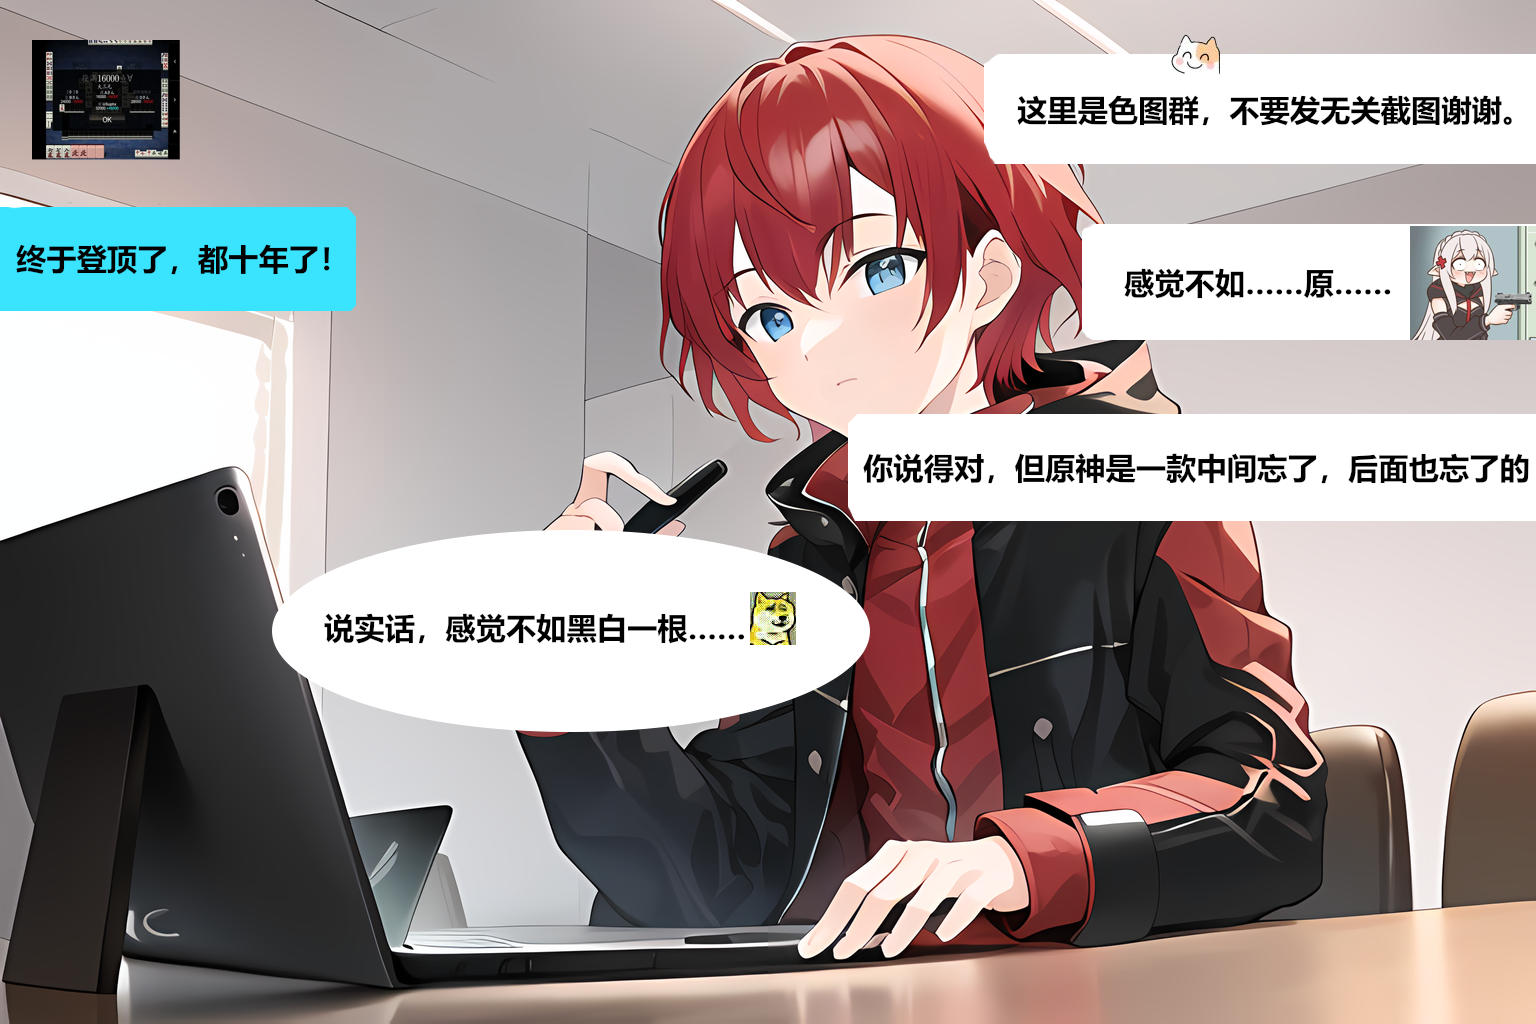 16000
OK
这里是色图群，不要发无关截图谢谢。
终于登顶了，都十年了！
感觉不如……原……
你说得对，但原神是一款中间忘了，后面也忘了的
说实话，感觉不如黑白一根……